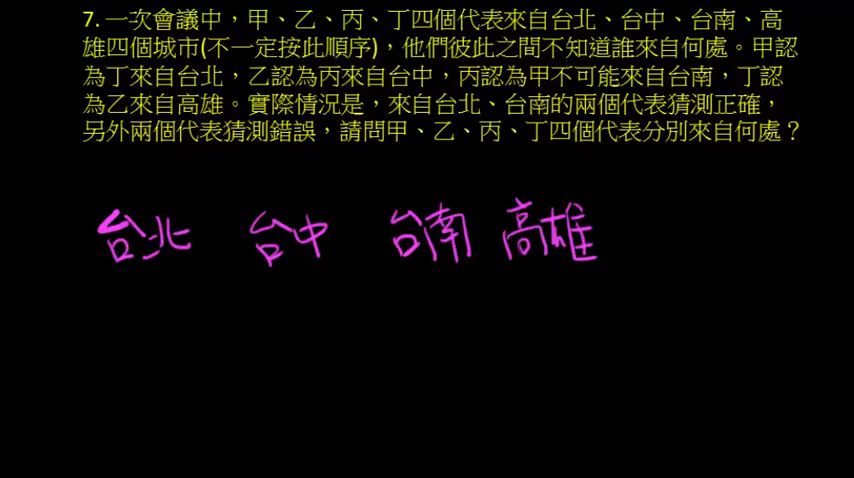 7. 一次會議中，甲、乙、丙、丁四個代表來自台北、台中、台南、高
雄四個城市(不一定按此順序)，他們彼此之間不知道誰來自何處。甲認
為丁來自台北，乙認為丙來自台中，丙認為甲不可能來自台南，丁認
為乙來自高雄。實際情況是，來自台北、台南的兩個代表猜測正確，
另外兩個代表猜測錯誤，請問甲、乙、丙、丁四個代表分別來自何處？
台北 台中 台南 高雄